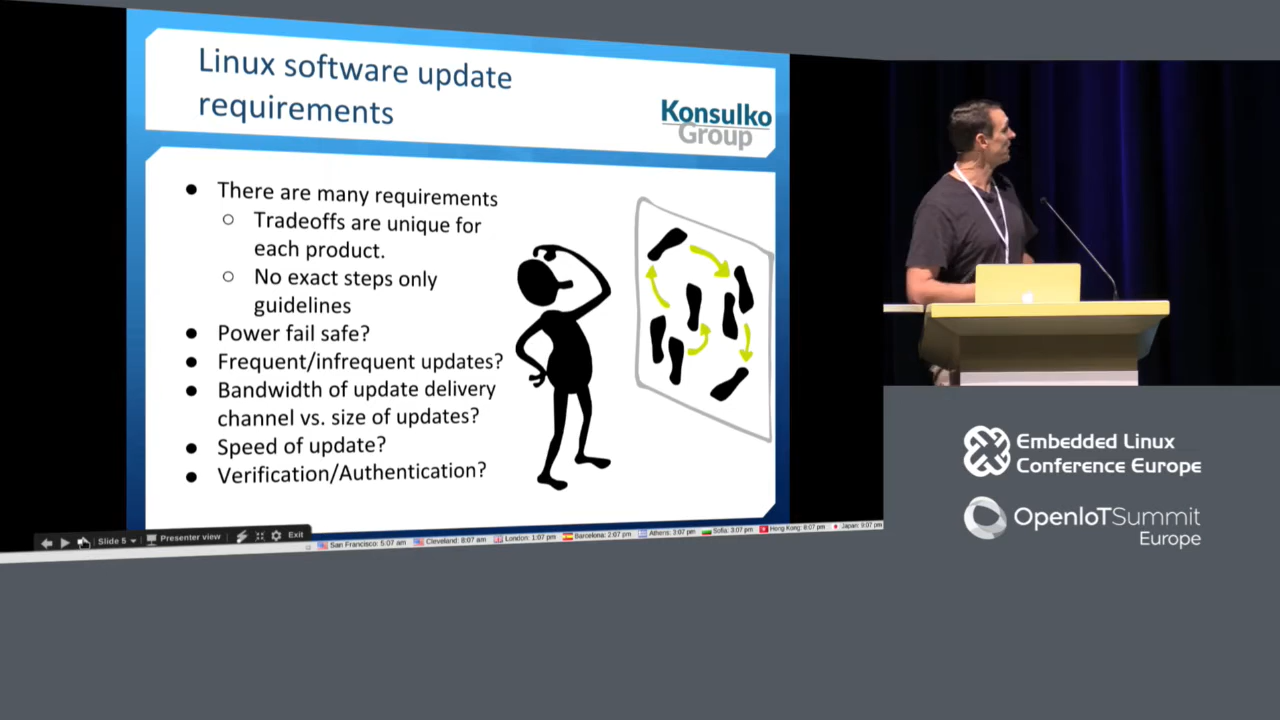 Linux software update
requirements
Konsulko
Group
● There are many requirements
○ Tradeoffs are unique for
each product.
○ No exact steps only
guidelines
● Power fail safe?
● Frequent/infrequent updates?
● Bandwidth of update delivery
channel vs. size of updates?
● Speed of update?
● Verification/Authentication?
Slide 5
Presenter view
Exit
San Francisco: 5:07 am
Cleveland: 8:07 am
London: 1:07 pm
Barcelona: 2:07 pm
Athens: 3:07 pm
Sofia: 3:07 pm
Hong Kong: 8:07 pm
Japan: 9:07 pm
Embedded Linux
Conference Europe
OpenIoTSummit
Europe